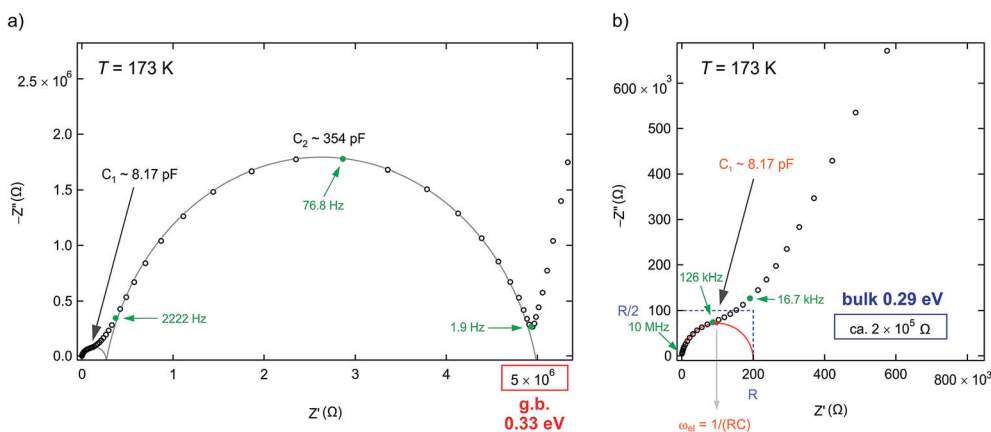 a)
T = 173 K
C₂ ~ 354 pF
C₁ ~ 8.17 pF
76.8 Hz
2222 Hz
1.9 Hz
2.5 × 10⁶
2.0
1.5
1.0
0.5
0.0
−Z"(Ω)
0 1 2 3 4 5 × 10⁶
Z' (Ω)
g.b.
0.33 eV
b)
T = 173 K
C₁ ~ 8.17 pF
126 kHz
16.7 kHz
10 MHz
R/2
R
bulk 0.29 eV
ca. 2 × 10⁵ Ω
600 × 10³
600
400
300
200
100
0
−Z"(Ω)
0 200 400 600 800 × 10³
Z' (Ω)
ωel = 1/(RC)